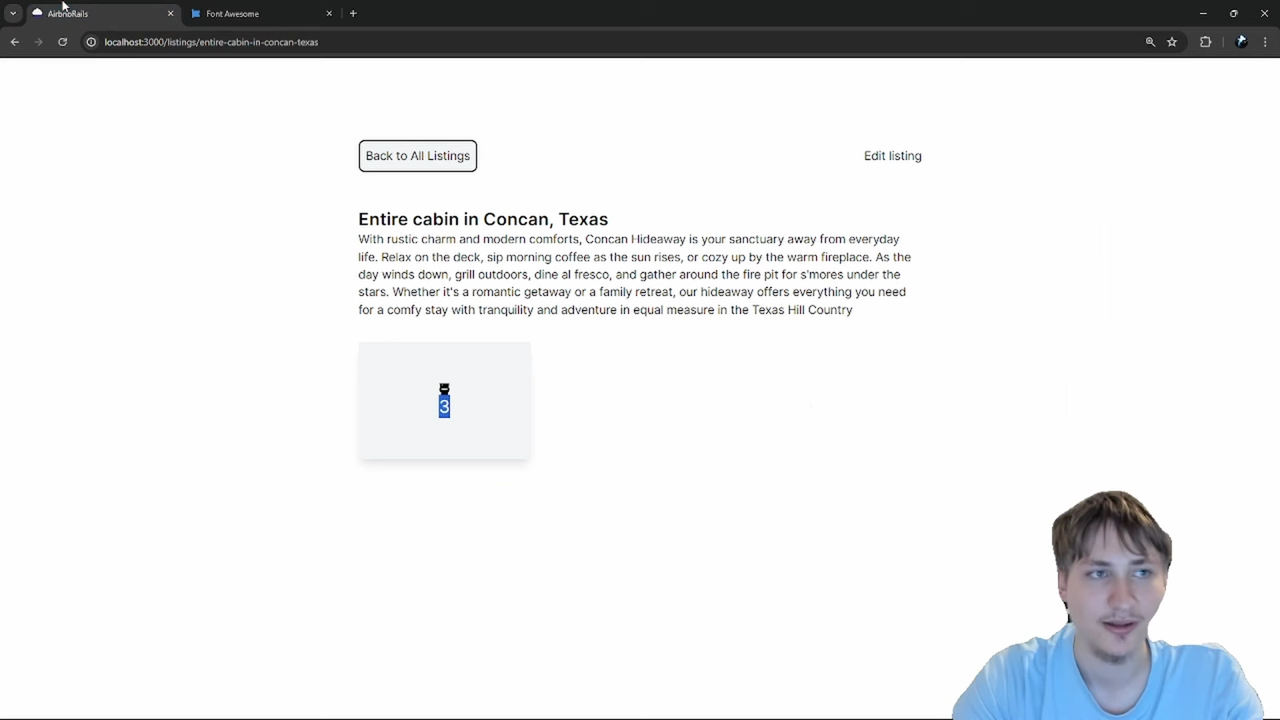 AirbnbRails
Font Awesome
localhost:3000/listings/entire-cabin-in-concan-texas
Back to All Listings
Edit listing
Entire cabin in Concan, Texas
With rustic charm and modern comforts, Concan Hideaway is your sanctuary away from everyday
life. Relax on the deck, sip morning coffee as the sun rises, or cozy up by the warm fireplace. As the
day winds down, grill outdoors, dine al fresco, and gather around the fire pit for s'mores under the
stars. Whether it's a romantic getaway or a family retreat, our hideaway offers everything you need
for a comfy stay with tranquility and adventure in equal measure in the Texas Hill Country
3